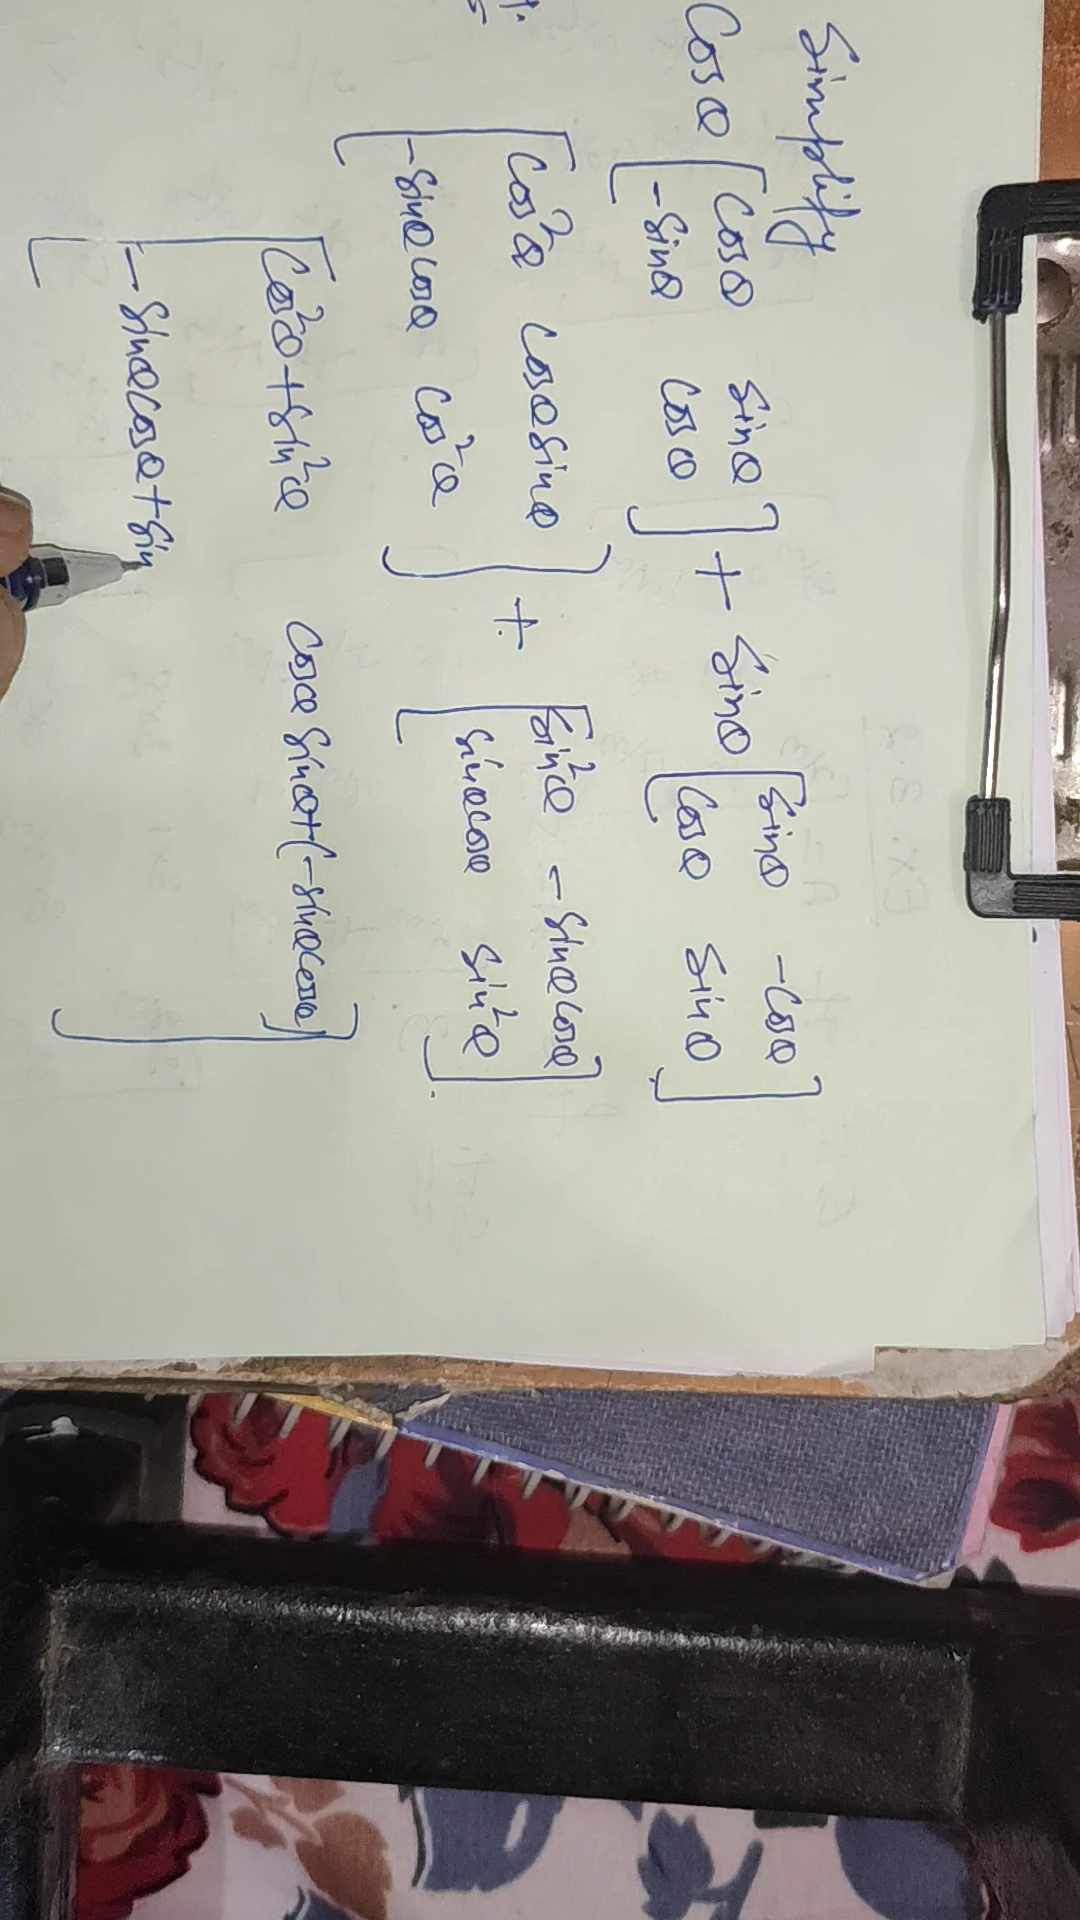 Simplify
Cosθ [Cosθ Sinθ] + Sinθ [Sinθ -Cosθ]
[-Sinθ Cosθ] [Cosθ Sinθ]
[Cos²θ CosθSinθ] + [Sin²θ -SinθCosθ]
[-SinθCosθ Cos²θ] [SinθCosθ Sin²θ]
[Cos²θ+Sin²θ CosθSinθ+(-SinθCosθ)]
[-SinθCosθ+Sin ]